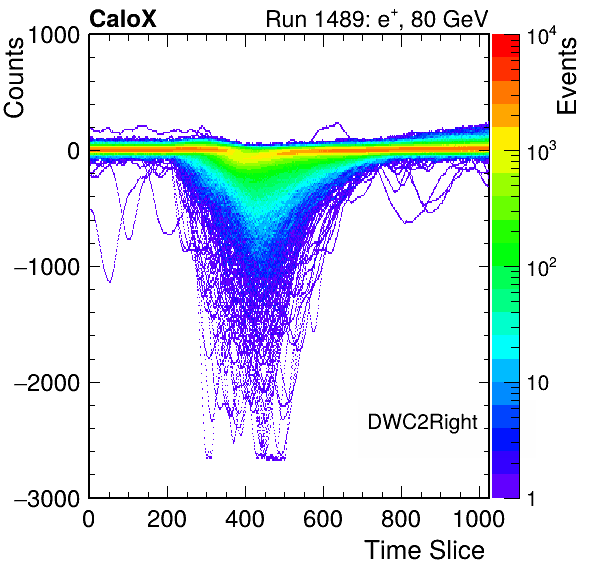 CaloX Run 1489: e⁺, 80 GeV
Counts
Events
1000
0
−1000
−2000
−3000
10⁴
10³
10²
10
1
DWC2Right
0 200 400 600 800 1000
Time Slice